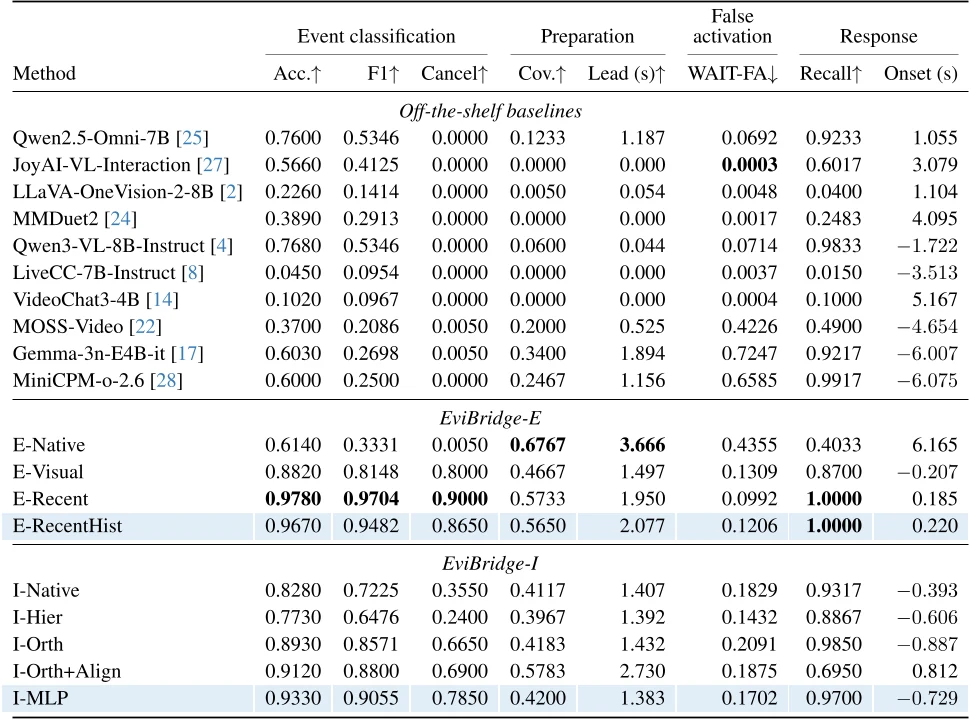 False
Event classification Preparation activation Response
Method Acc.↑ F1↑ Cancel↑ Cov.↑ Lead (s)↑ WAIT-FA↓ Recall↑ Onset (s)
Off-the-shelf baselines
Qwen2.5-Omni-7B [25] 0.7600 0.5346 0.0000 0.1233 1.187 0.0692 0.9233 1.055
JoyAI-VL-Interaction [27] 0.5660 0.4125 0.0000 0.0000 0.000 0.0003 0.6017 3.079
LLaVA-OneVision-2-8B [2] 0.2260 0.1414 0.0000 0.0050 0.054 0.0048 0.0400 1.104
MMDuet2 [24] 0.3890 0.2913 0.0000 0.0000 0.000 0.0017 0.2483 4.095
Qwen3-VL-8B-Instruct [4] 0.7680 0.5346 0.0000 0.0600 0.044 0.0714 0.9833 −1.722
LiveCC-7B-Instruct [8] 0.0450 0.0954 0.0000 0.0000 0.000 0.0037 0.0150 −3.513
VideoChat3-4B [14] 0.1020 0.0967 0.0000 0.0000 0.000 0.0004 0.1000 5.167
MOSS-Video [22] 0.3700 0.2086 0.0050 0.2000 0.525 0.4226 0.4900 −4.654
Gemma-3n-E4B-it [17] 0.6030 0.2698 0.0050 0.3400 1.894 0.7247 0.9217 −6.007
MiniCPM-o-2.6 [28] 0.6000 0.2500 0.0000 0.2467 1.156 0.6585 0.9917 −6.075
EviBridge-E
E-Native 0.6140 0.3331 0.0050 0.6767 3.666 0.4355 0.4033 6.165
E-Visual 0.8820 0.8148 0.8000 0.4667 1.497 0.1309 0.8700 −0.207
E-Recent 0.9780 0.9704 0.9000 0.5733 1.950 0.0992 1.0000 0.185
E-RecentHist 0.9670 0.9482 0.8650 0.5650 2.077 0.1206 1.0000 0.220
EviBridge-I
I-Native 0.8280 0.7225 0.3550 0.4117 1.407 0.1829 0.9317 −0.393
I-Hier 0.7730 0.6476 0.2400 0.3967 1.392 0.1432 0.8867 −0.606
I-Orth 0.8930 0.8571 0.6650 0.4183 1.432 0.2091 0.9850 −0.887
I-Orth+Align 0.9120 0.8800 0.6900 0.5783 2.730 0.1875 0.6950 0.812
I-MLP 0.9330 0.9055 0.7850 0.4200 1.383 0.1702 0.9700 −0.729